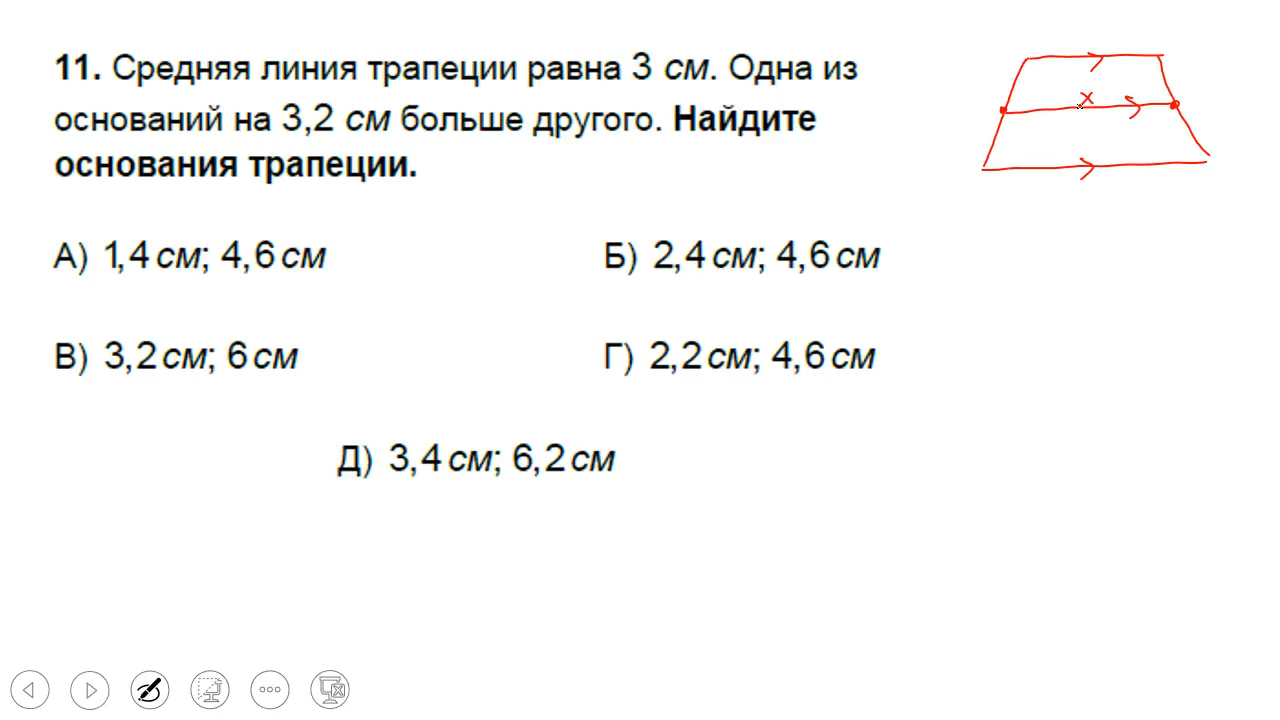 11. Средняя линия трапеции равна 3 см. Одна из
оснований на 3,2 см больше другого. Найдите
основания трапеции.
x
А) 1,4 см; 4,6 см
Б) 2,4 см; 4,6 см
В) 3,2 см; 6 см
Г) 2,2 см; 4,6 см
Д) 3,4 см; 6,2 см